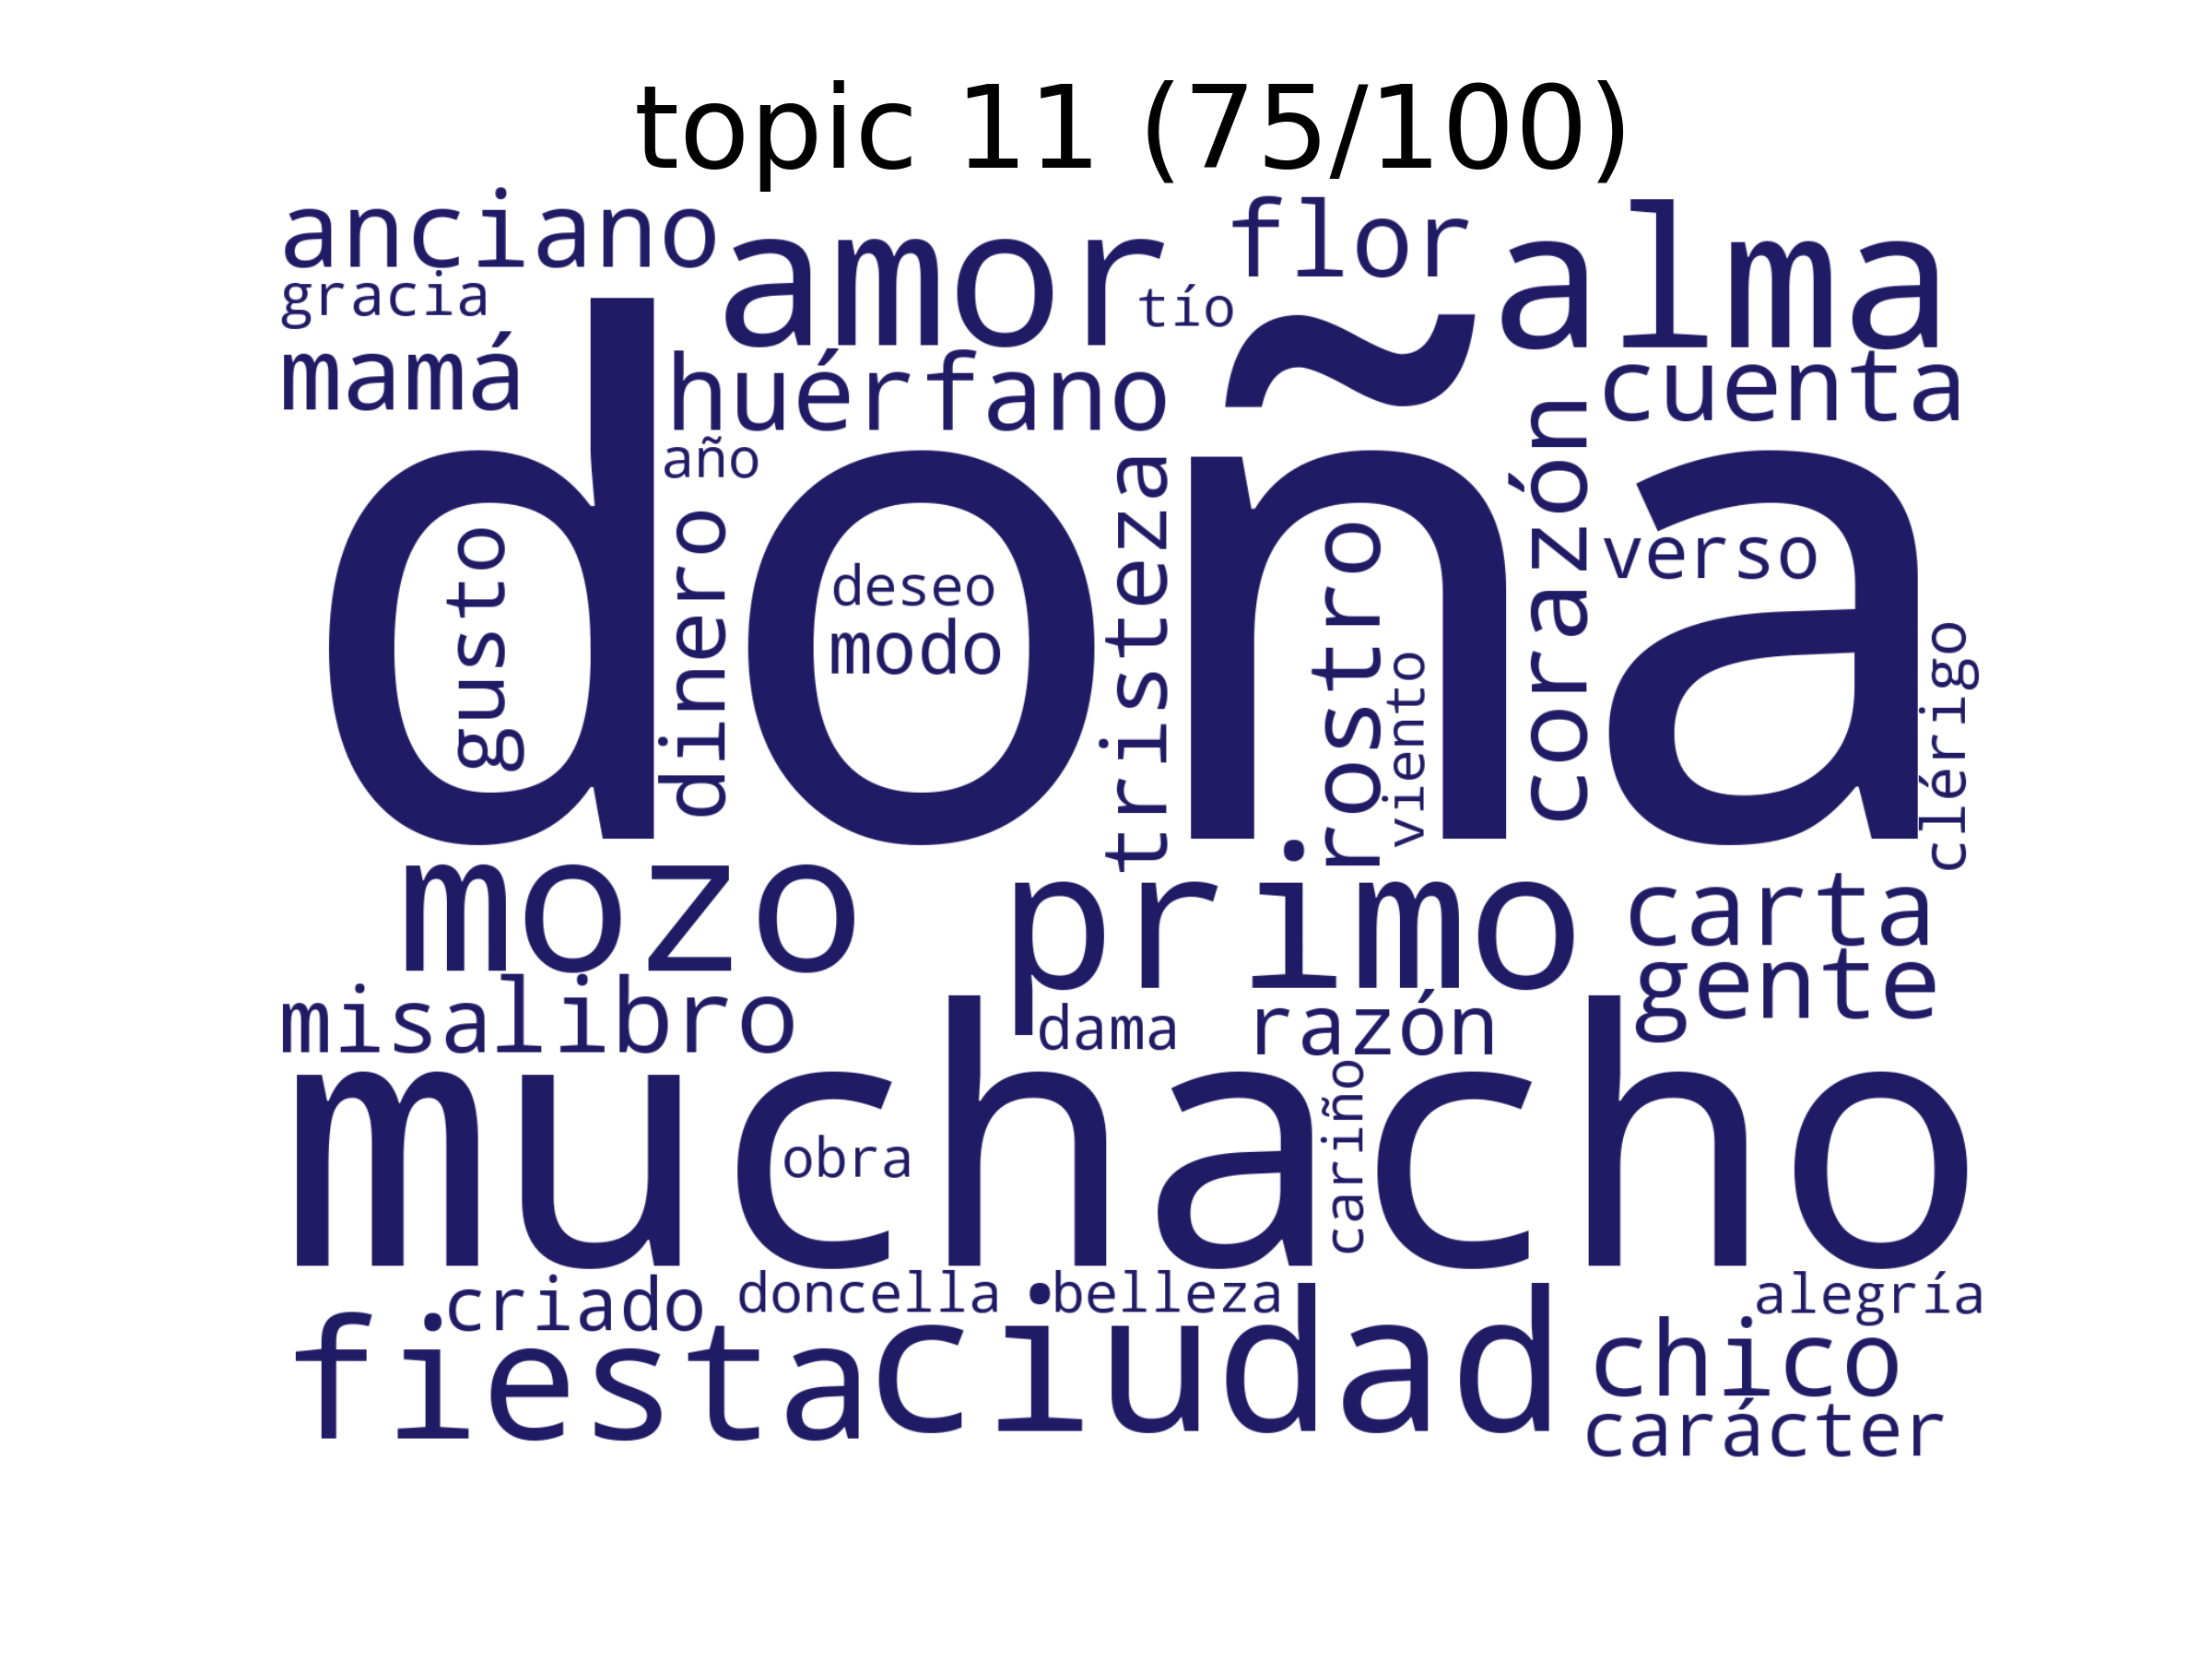 topic 11 (75/100)
anciano
amor
flor
alma
gracia
tío
mamá
huérfano
cuenta
doña
año
corazón
tristeza
verso
gusto
dinero
deseo
modo
rostro
viento
clérigo
mozo
primo
carta
gente
misa
libro
dama
razón
muchacho
obra
cariño
criado
doncella
belleza
alegría
fiesta
ciudad
chico
carácter